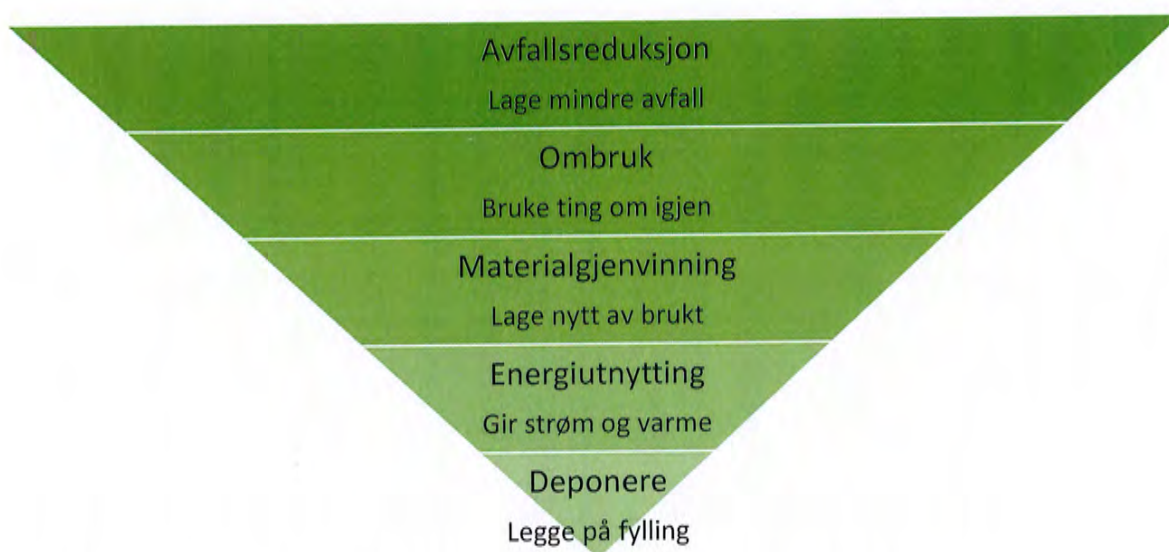 Avfallsreduksjon
Lage mindre avfall
Ombruk
Bruke ting om igjen
Materialgjenvinning
Lage nytt av brukt
Energiutnytting
Gir strøm og varme
Deponere
Legge på fylling